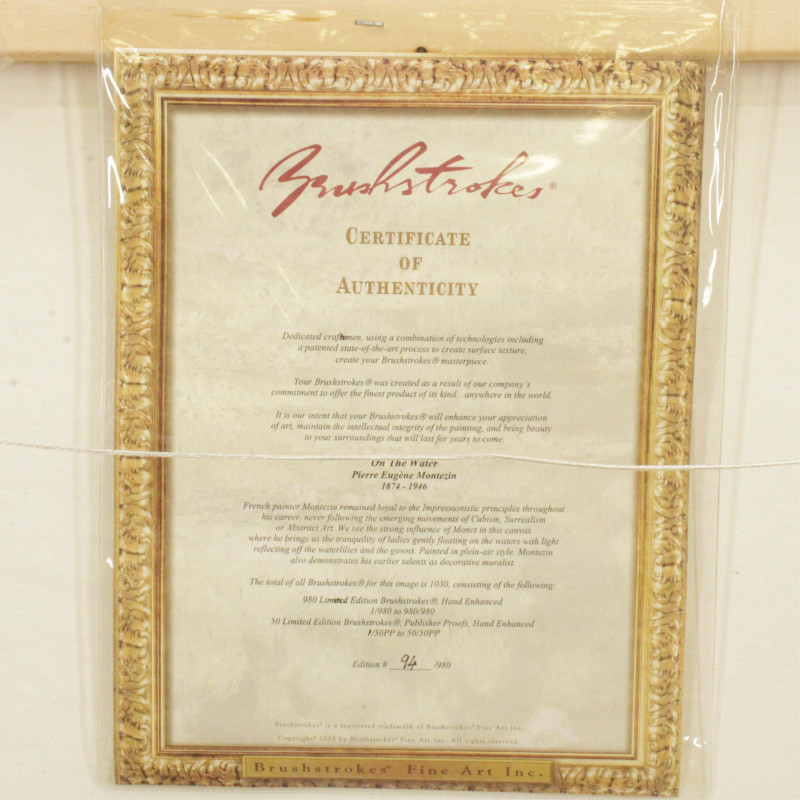 Brushstrokes®
CERTIFICATE
OF
AUTHENTICITY
Dedicated craftsmen, using a combination of technologies including
a patented state-of-the-art process to create surface texture,
create your Brushstrokes® masterpiece.
Your Brushstrokes® was created as a result of our company's
commitment to offer the finest product of its kind...anywhere in the world.
It is our intent that your Brushstrokes® will enhance your appreciation
of art, maintain the intellectual integrity of the painting, and bring beauty
to your surroundings that will last for years to come.
On The Water
Pierre Eugène Montezin
1874 - 1946
French painter Montezin remained loyal to the Impressionistic principles throughout
his career, never following the emerging movements of Cubism, Surrealism
or Abstract Art. We see the strong influence of Monet in this canvas
where he brings us the tranquility of ladies gently floating on the waters with light
reflecting off the waterlilies and the gowns. Painted in plein-air style, Montezin
also demonstrates his earlier talents as decorative muralist.
The total of all Brushstrokes® for this image is 1030, consisting of the following:
980 Limited Edition Brushstrokes®, Hand Enhanced
1/980 to 980/980
50 Limited Edition Brushstrokes®, Publisher Proofs, Hand Enhanced
1/50PP to 50/50PP
Edition # 94 /980
Brushstrokes® is a registered trademark of Brushstrokes® Fine Art Inc.
Copyright® 2003 by Brushstrokes® Fine Art Inc. All rights reserved.
Brushstrokes® Fine Art Inc.